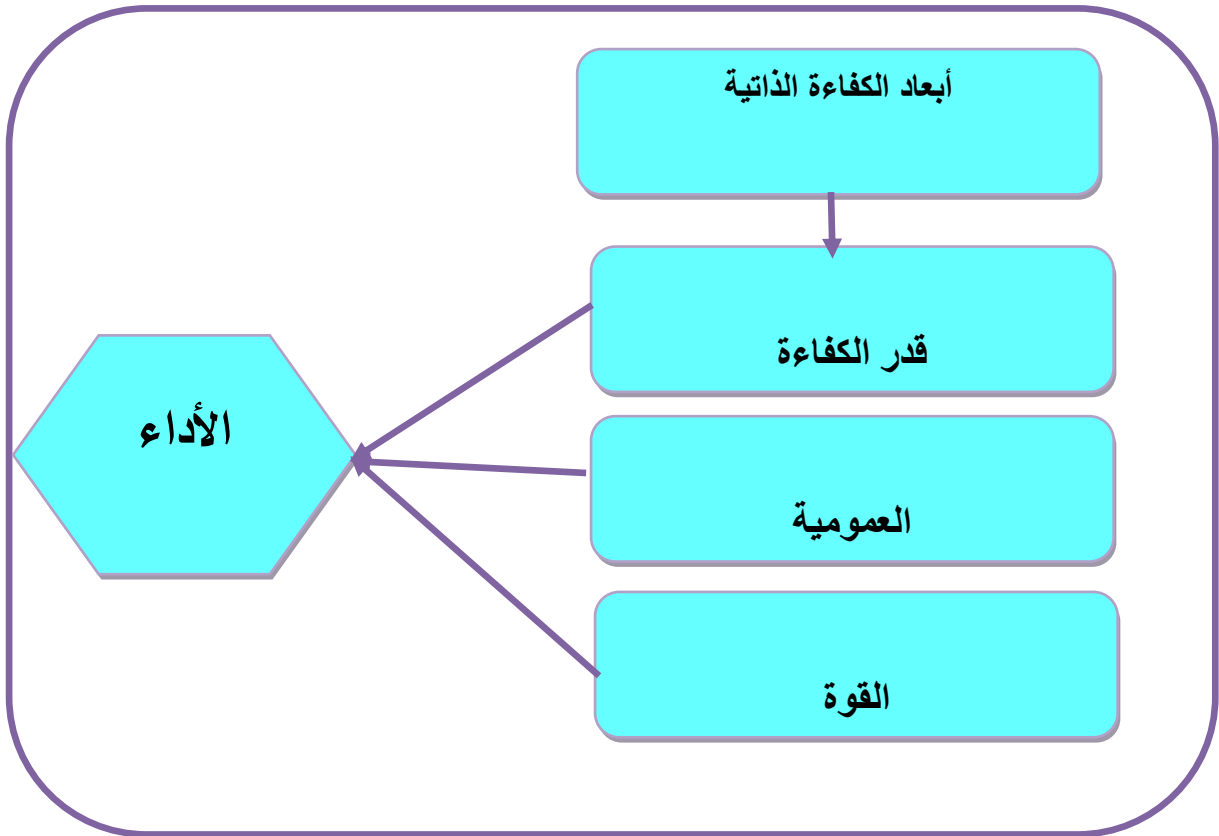 أبعاد الكفاءة الذاتية
قدر الكفاءة
الأداء
العمومية
القوة